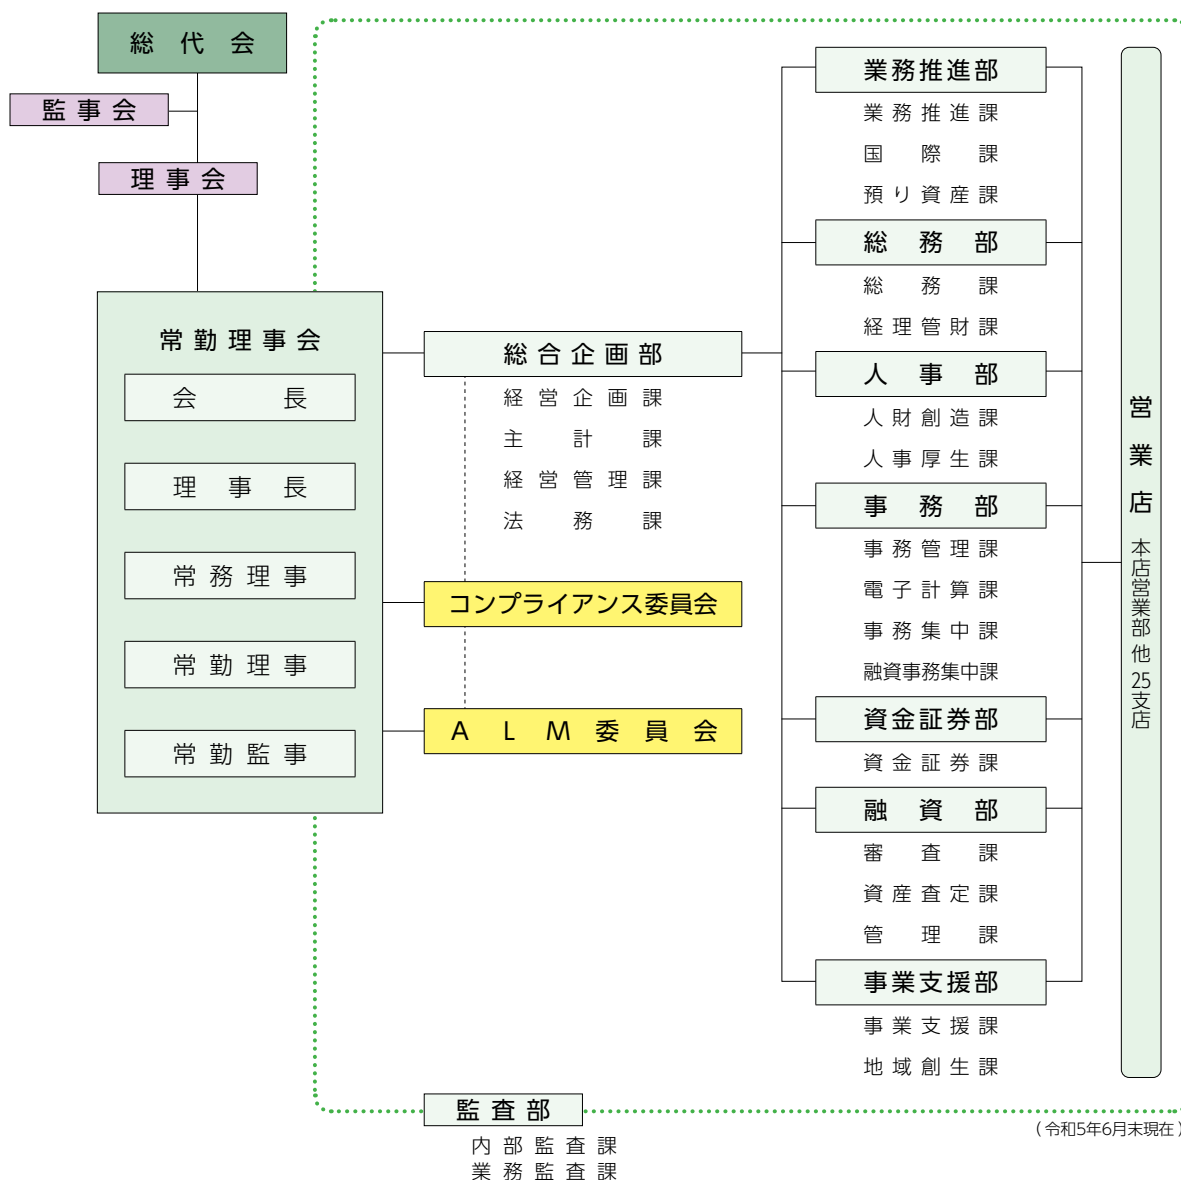 総代会
監事会
理事会
常勤理事会
会長
理事長
常務理事
常勤理事
常勤監事
総合企画部
経営企画課
主計課
経営管理課
法務課
コンプライアンス委員会
ALM委員会
業務推進部
業務推進課
国際課
預り資産課
総務部
総務課
経理管財課
人事部
人財創造課
人事厚生課
事務部
事務管理課
電子計算課
事務集中課
融資事務集中課
資金証券部
資金証券課
融資部
審査課
資産査定課
管理課
事業支援部
事業支援課
地域創生課
営業店 本店営業部 他 25支店
監査部
内部監査課
業務監査課
(令和5年6月末現在)